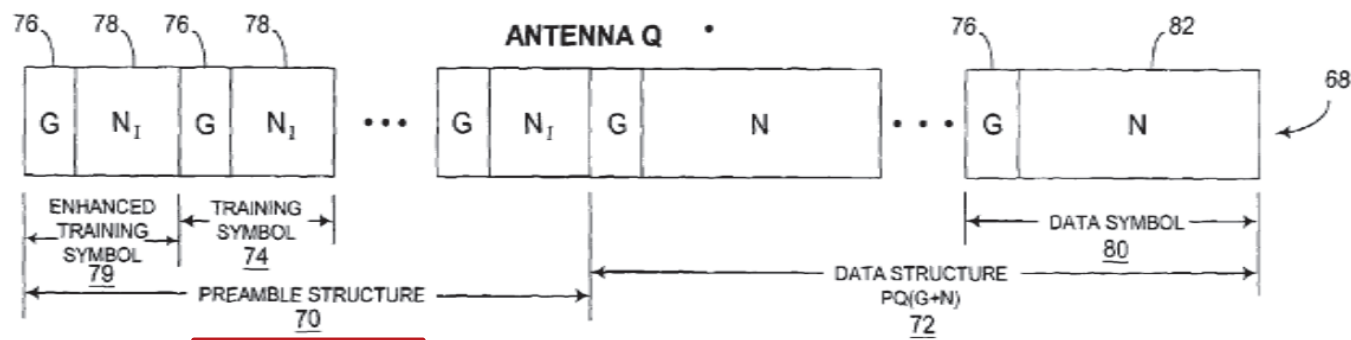 76 78 76 78 ANTENNA Q 76 82
68
G N_I G N_1 • • • G N_I G N • • • G N
ENHANCED TRAINING SYMBOL 79
TRAINING SYMBOL 74
DATA SYMBOL 80
PREAMBLE STRUCTURE 70
DATA STRUCTURE PQ(G+N) 72